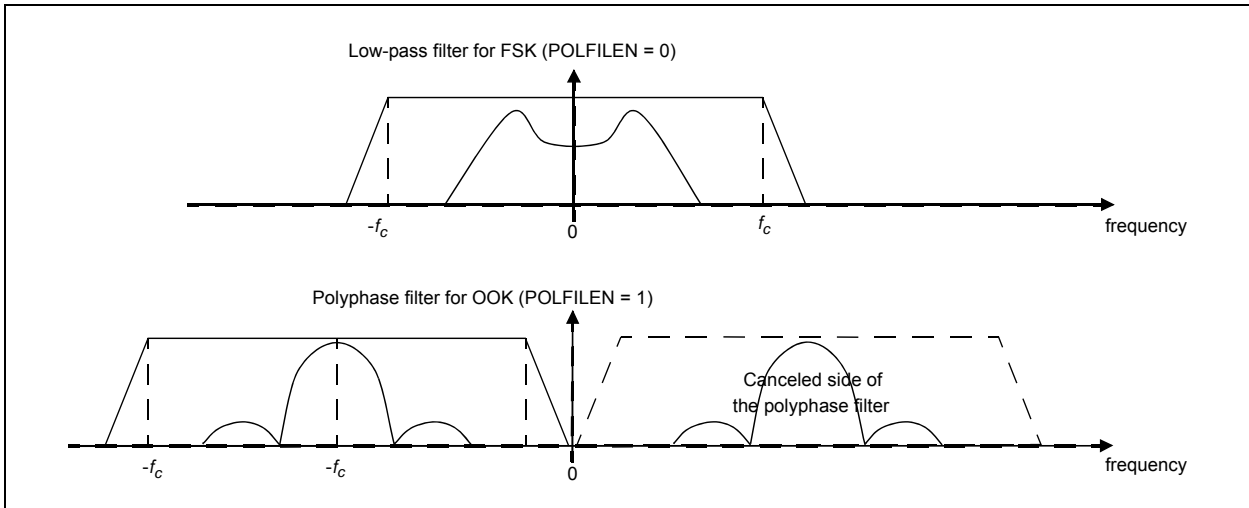 Low-pass filter for FSK (POLFILEN = 0)
-fc
0
fc
frequency
Polyphase filter for OOK (POLFILEN = 1)
Canceled side of
the polyphase filter
-fc
-fc
0
frequency